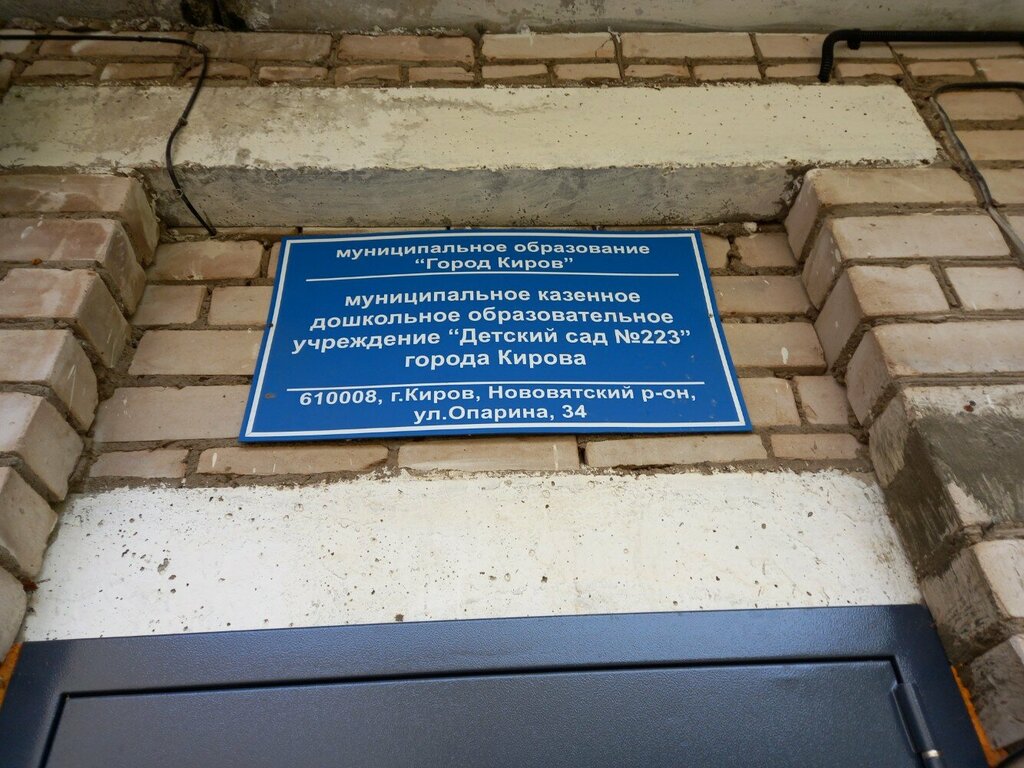 муниципальное образование
“Город Киров”
муниципальное казенное
дошкольное образовательное
учреждение “Детский сад №223”
города Кирова
610008, г.Киров, Нововятский р-он,
ул.Опарина, 34